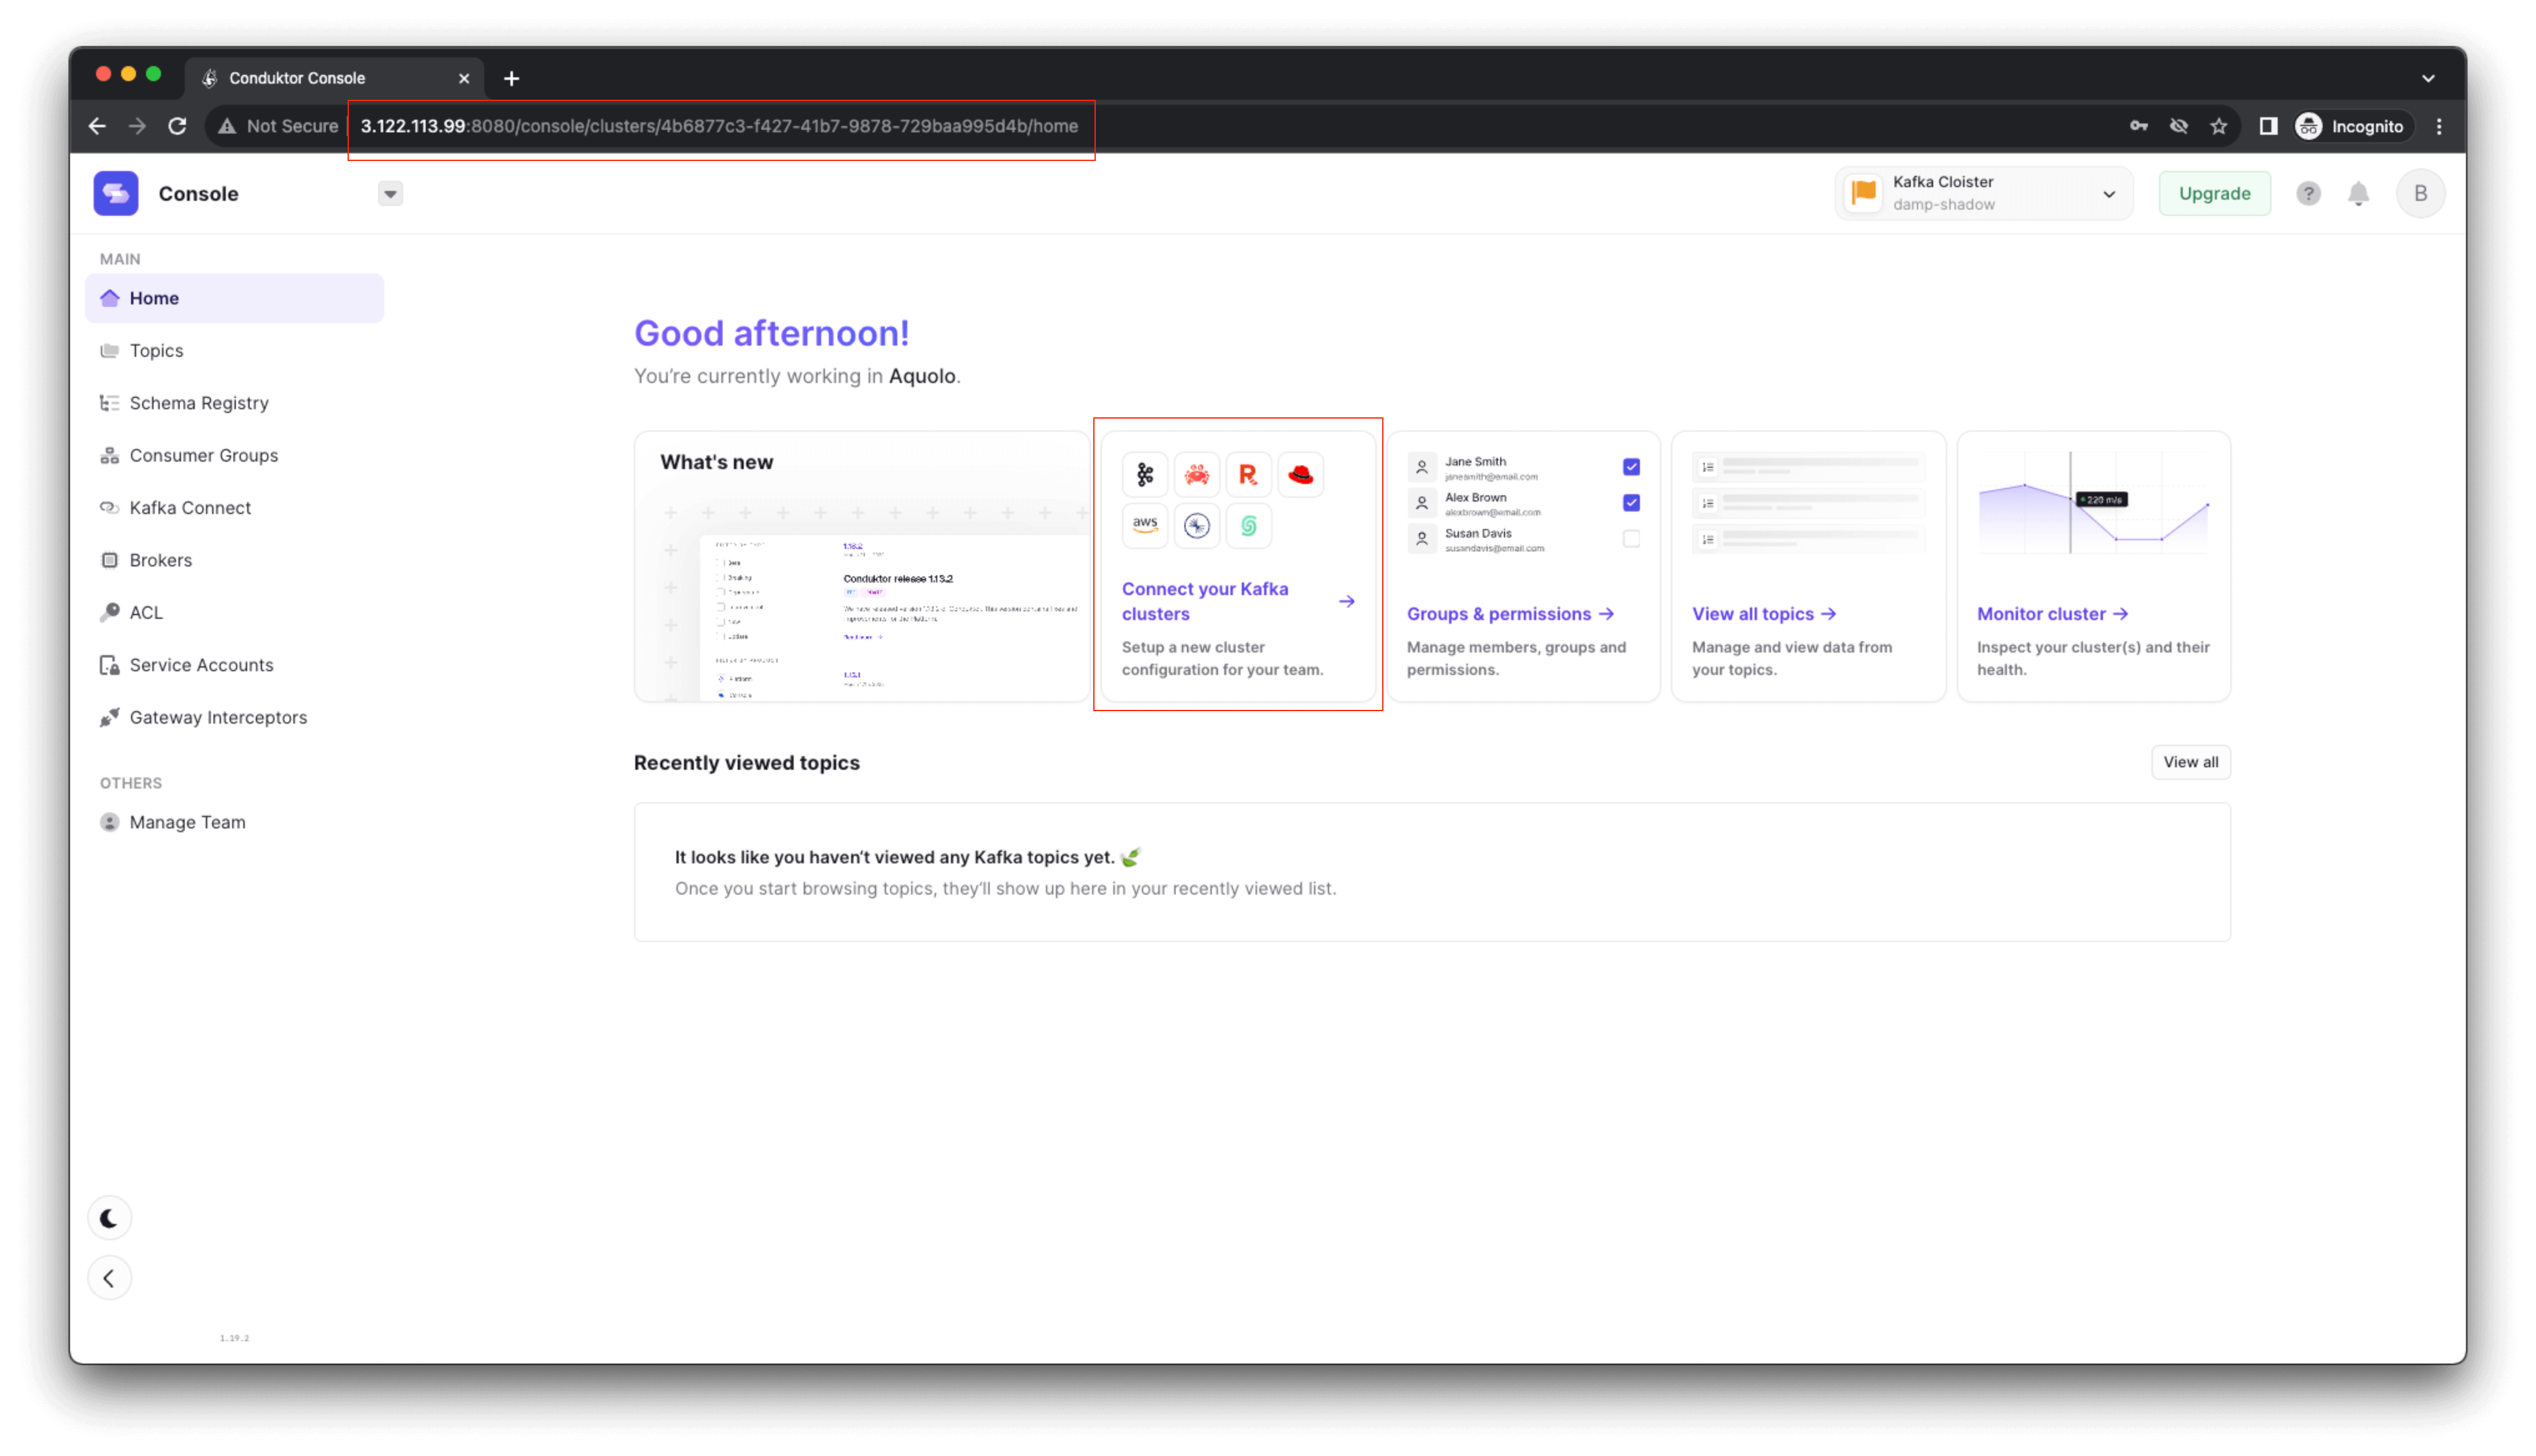 Conduktor Console
Not Secure
3.122.113.99:8080/console/clusters/4b6877c3-f427-41b7-9878-729baa995d4b/home
Incognito
Console
Kafka Cloister
damp-shadow
Upgrade
?
B
MAIN
Home
Topics
Schema Registry
Consumer Groups
Kafka Connect
Brokers
ACL
Service Accounts
Gateway Interceptors
OTHERS
Manage Team
1.19.2
Good afternoon!
You're currently working in Aquolo.
What's new
Conduktor release 1.13.2
R
aws
Connect your Kafka
clusters
Setup a new cluster
configuration for your team.
Jane Smith
janesmith@email.com
Alex Brown
alexbrown@email.com
Susan Davis
susandavis@email.com
Groups & permissions
Manage members, groups and
permissions.
View all topics
Manage and view data from
your topics.
220 m/s
Monitor cluster
Inspect your cluster(s) and their
health.
Recently viewed topics
View all
It looks like you haven't viewed any Kafka topics yet.
Once you start browsing topics, they'll show up here in your recently viewed list.